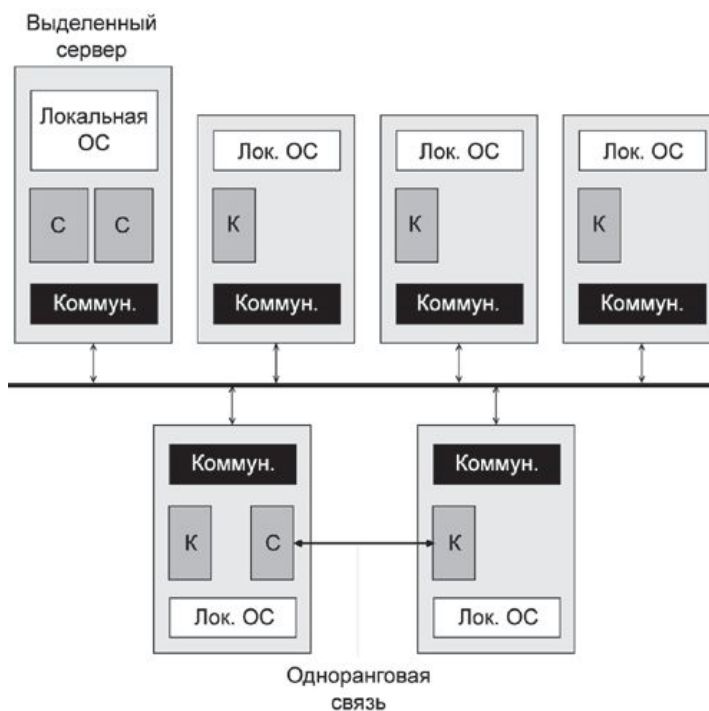 Выделенный
сервер
Локальная
ОС
С
С
Коммун.
Лок. ОС
К
Коммун.
Лок. ОС
К
Коммун.
Лок. ОС
К
Коммун.
Коммун.
К
С
Лок. ОС
Коммун.
К
Лок. ОС
Одноранговая
связь